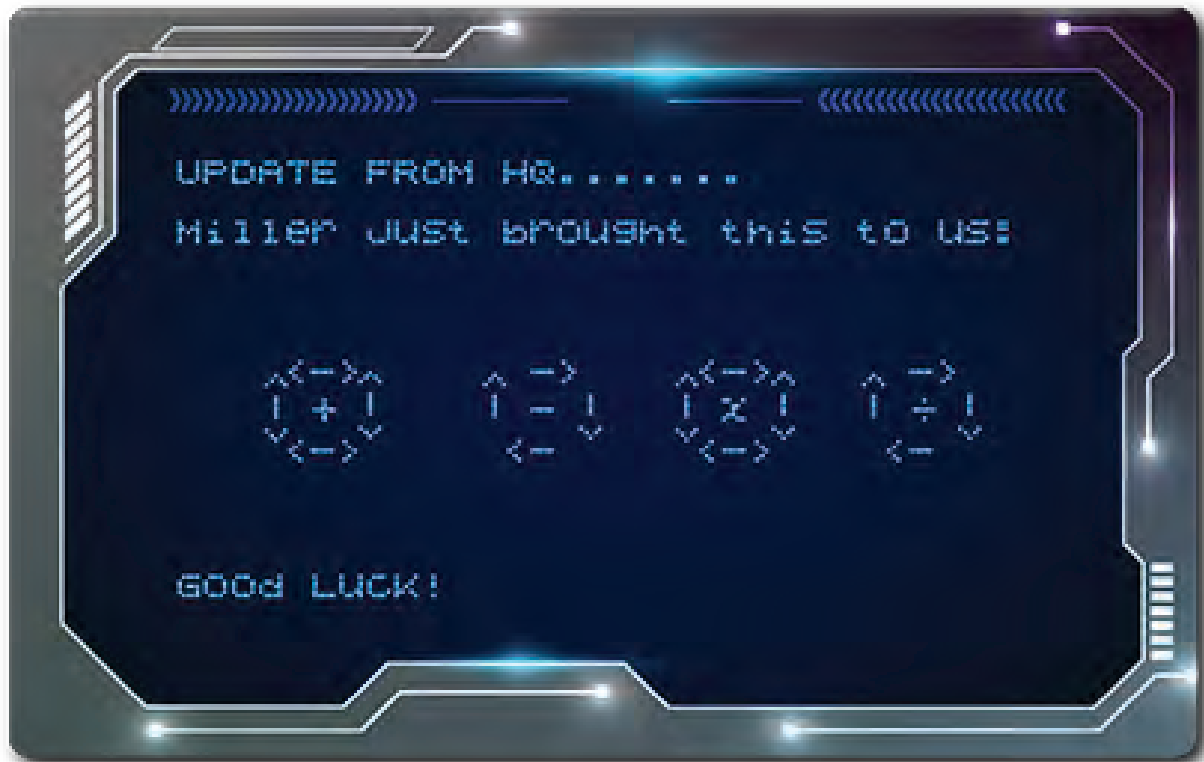 UPDATE FROM HQ.......
Miller just brought this to us:
^<->^ ^ -> ^<->^ ^ ->
| + | | - | | x | | ÷ |
v<->v <- v v<->v <- v
GOOd LUCK!